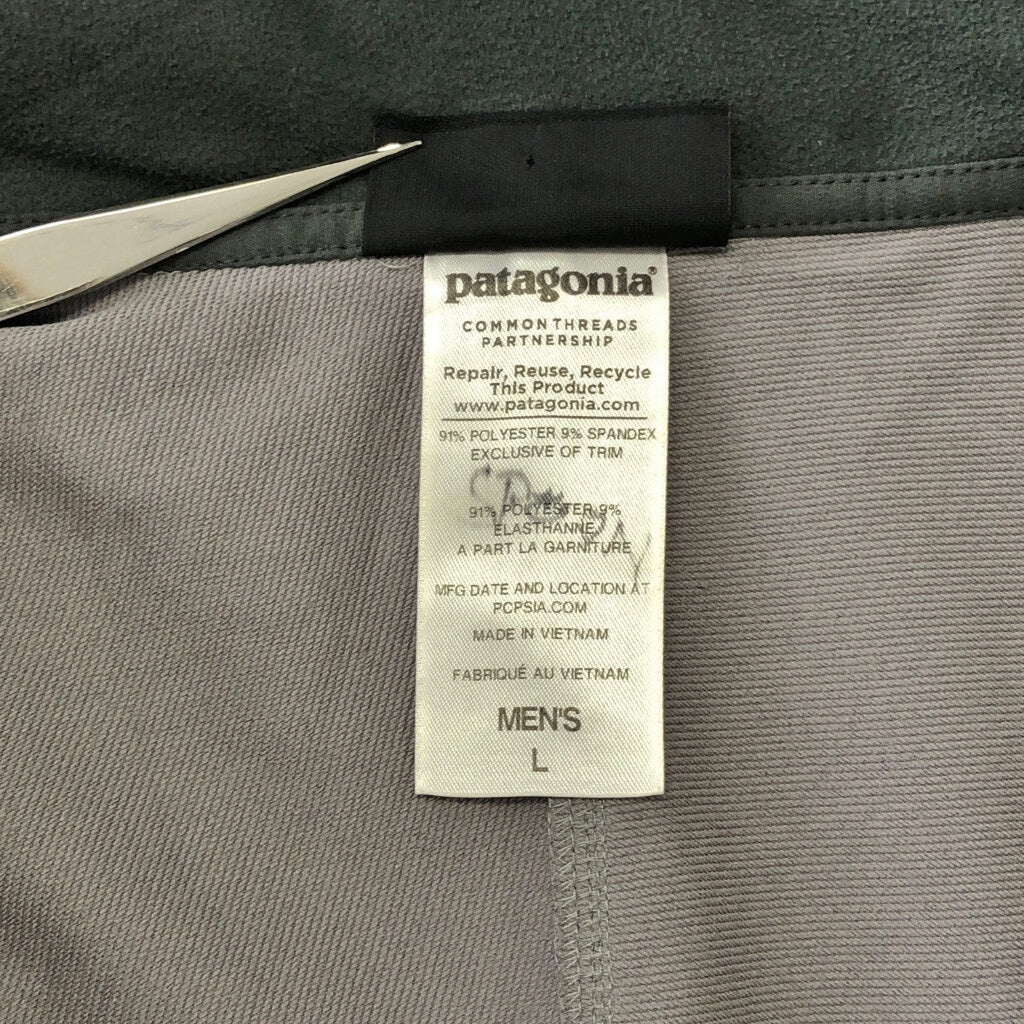 patagonia®
COMMON THREADS
PARTNERSHIP
Repair, Reuse, Recycle
This Product
www.patagonia.com
91% POLYESTER 9% SPANDEX
EXCLUSIVE OF TRIM
91% POLYESTER 9%
ELASTHANNE
A PART LA GARNITURE
MFG DATE AND LOCATION AT
PCPSIA.COM
MADE IN VIETNAM
FABRIQUÉ AU VIETNAM
MEN'S
L